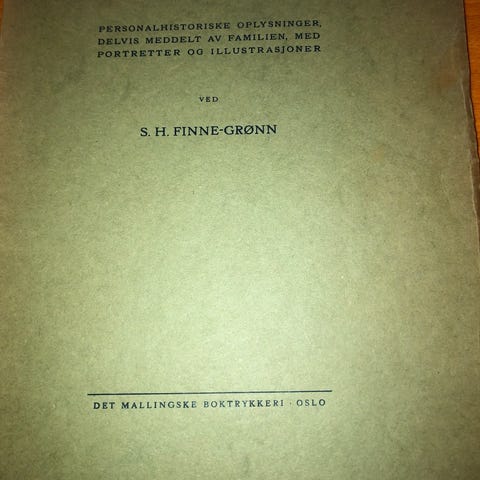 PERSONALHISTORISKE OPLYSNINGER,
DELVIS MEDDELT AV FAMILIEN, MED
PORTRETTER OG ILLUSTRASJONER
VED
S. H. FINNE-GRØNN
DET MALLINGSKE BOKTRYKKERI · OSLO